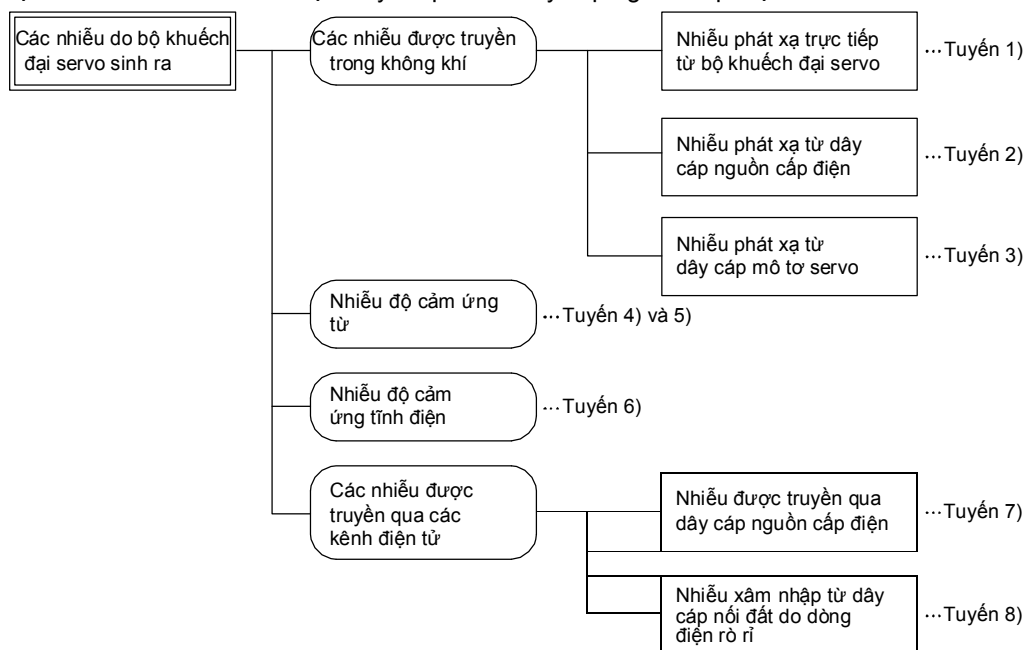 Các nhiễu do bộ khuếch
đại servo sinh ra
Các nhiễu được truyền
trong không khí
Nhiễu phát xạ trực tiếp
từ bộ khuếch đại servo
...Tuyến 1)
Nhiễu phát xạ từ dây
cáp nguồn cấp điện
...Tuyến 2)
Nhiễu phát xạ từ
dây cáp mô tơ servo
...Tuyến 3)
Nhiễu độ cảm ứng
từ
...Tuyến 4) và 5)
Nhiễu độ cảm
ứng tĩnh điện
...Tuyến 6)
Các nhiễu được
truyền qua các
kênh điện tử
Nhiễu được truyền qua
dây cáp nguồn cấp điện
...Tuyến 7)
Nhiễu xâm nhập từ dây
cáp nối đất do dòng
điện rò rỉ
...Tuyến 8)